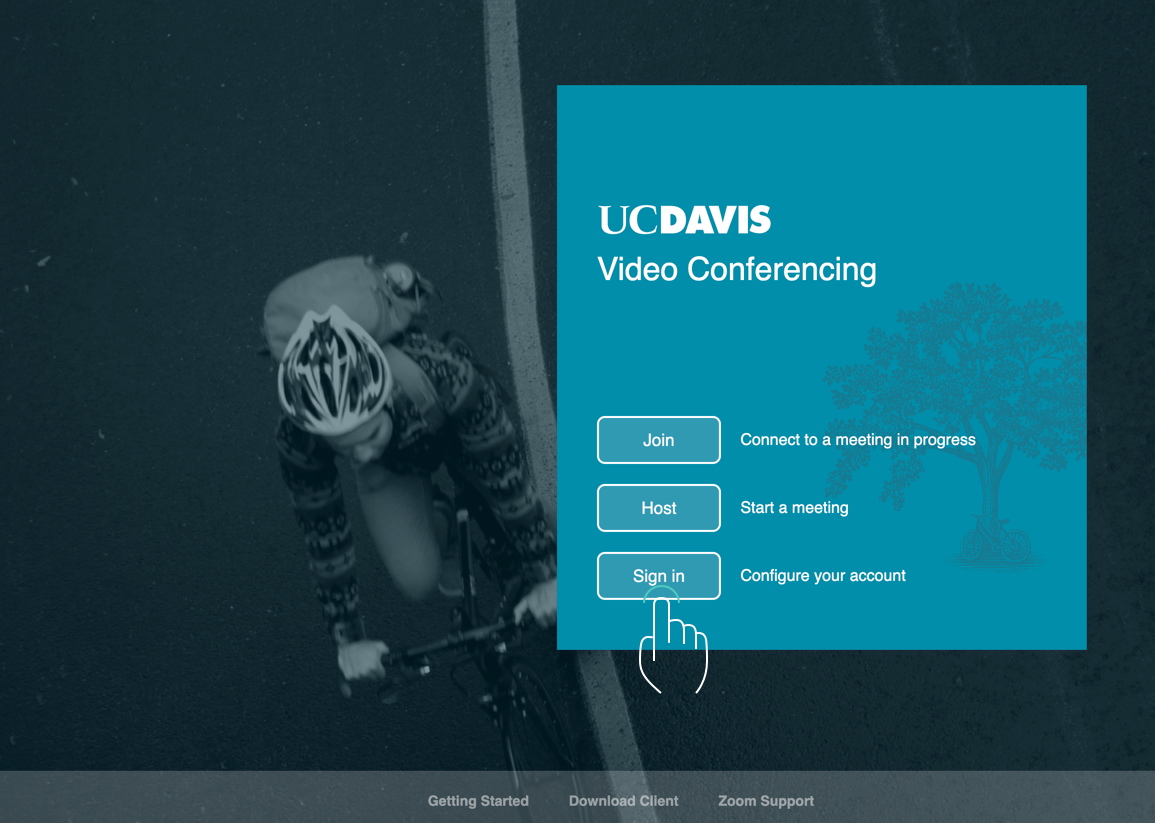 UCDAVIS
Video Conferencing
Join Connect to a meeting in progress
Host Start a meeting
Sign in Configure your account
Getting Started Download Client Zoom Support